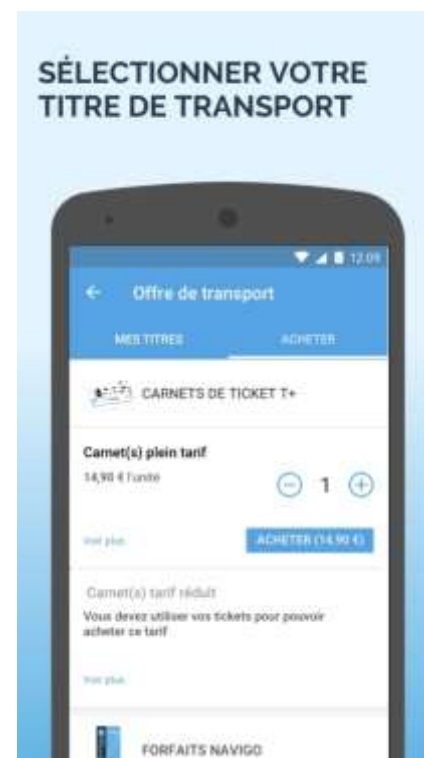 SÉLECTIONNER VOTRE
TITRE DE TRANSPORT
12:09
Offre de transport
MES TITRES
ACHETER
CARNETS DE TICKET T+
Carnet(s) plein tarif
14,90 € l'unité
1
Voir plus
ACHETER (14.90 €)
Carnet(s) tarif réduit
Vous devez utiliser vos tickets pour pouvoir
acheter ce tarif
Voir plus
FORFAITS NAVIGO